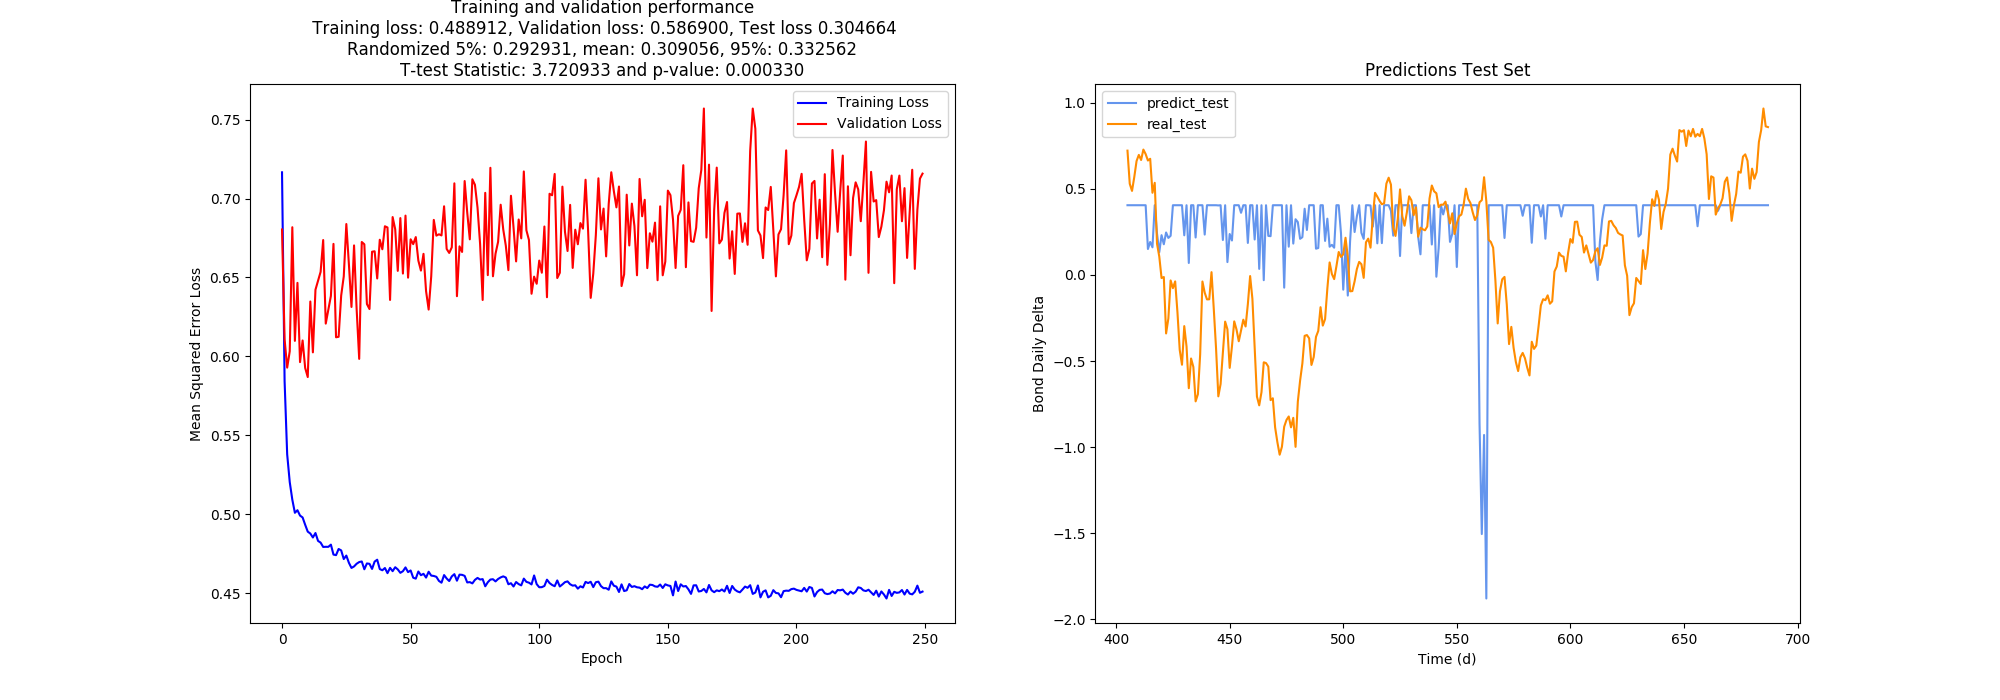 Training and validation performance
Training loss: 0.488912, Validation loss: 0.586900, Test loss 0.304664
Randomized 5%: 0.292931, mean: 0.309056, 95%: 0.332562
T-test Statistic: 3.720933 and p-value: 0.000330
Training Loss
Validation Loss
0.75
0.70
0.65
0.60
0.55
0.50
0.45
Mean Squared Error Loss
0
50
100
150
200
250
Epoch
Predictions Test Set
predict_test
real_test
1.0
0.5
0.0
−0.5
−1.0
−1.5
−2.0
Bond Daily Delta
400
450
500
550
600
650
700
Time (d)